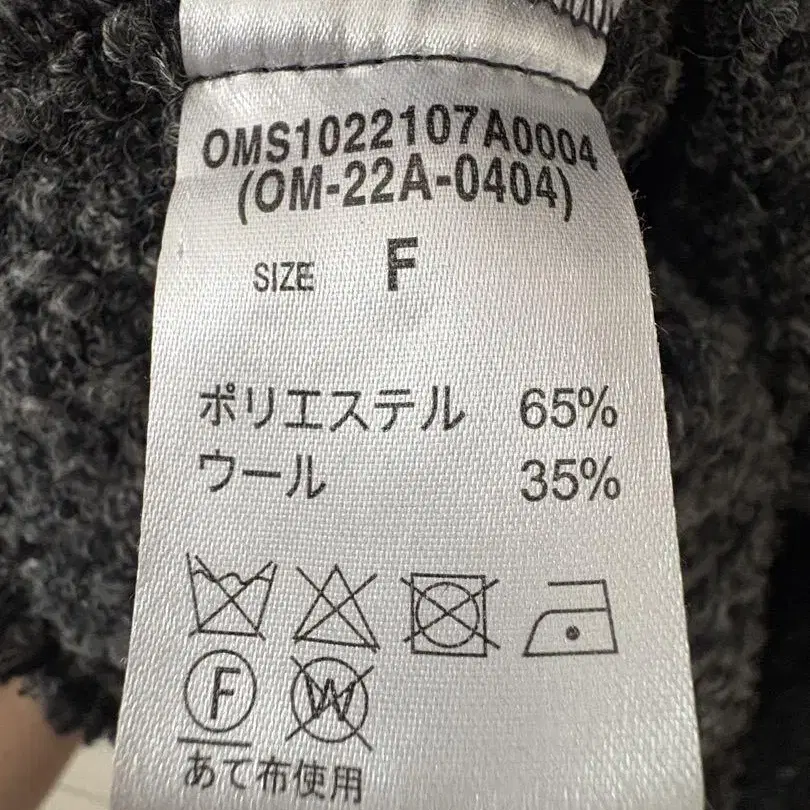 OMS1022107A0004
(OM-22A-0404)
SIZE F
ポリエステル 65%
ウール 35%
F W
あて布使用